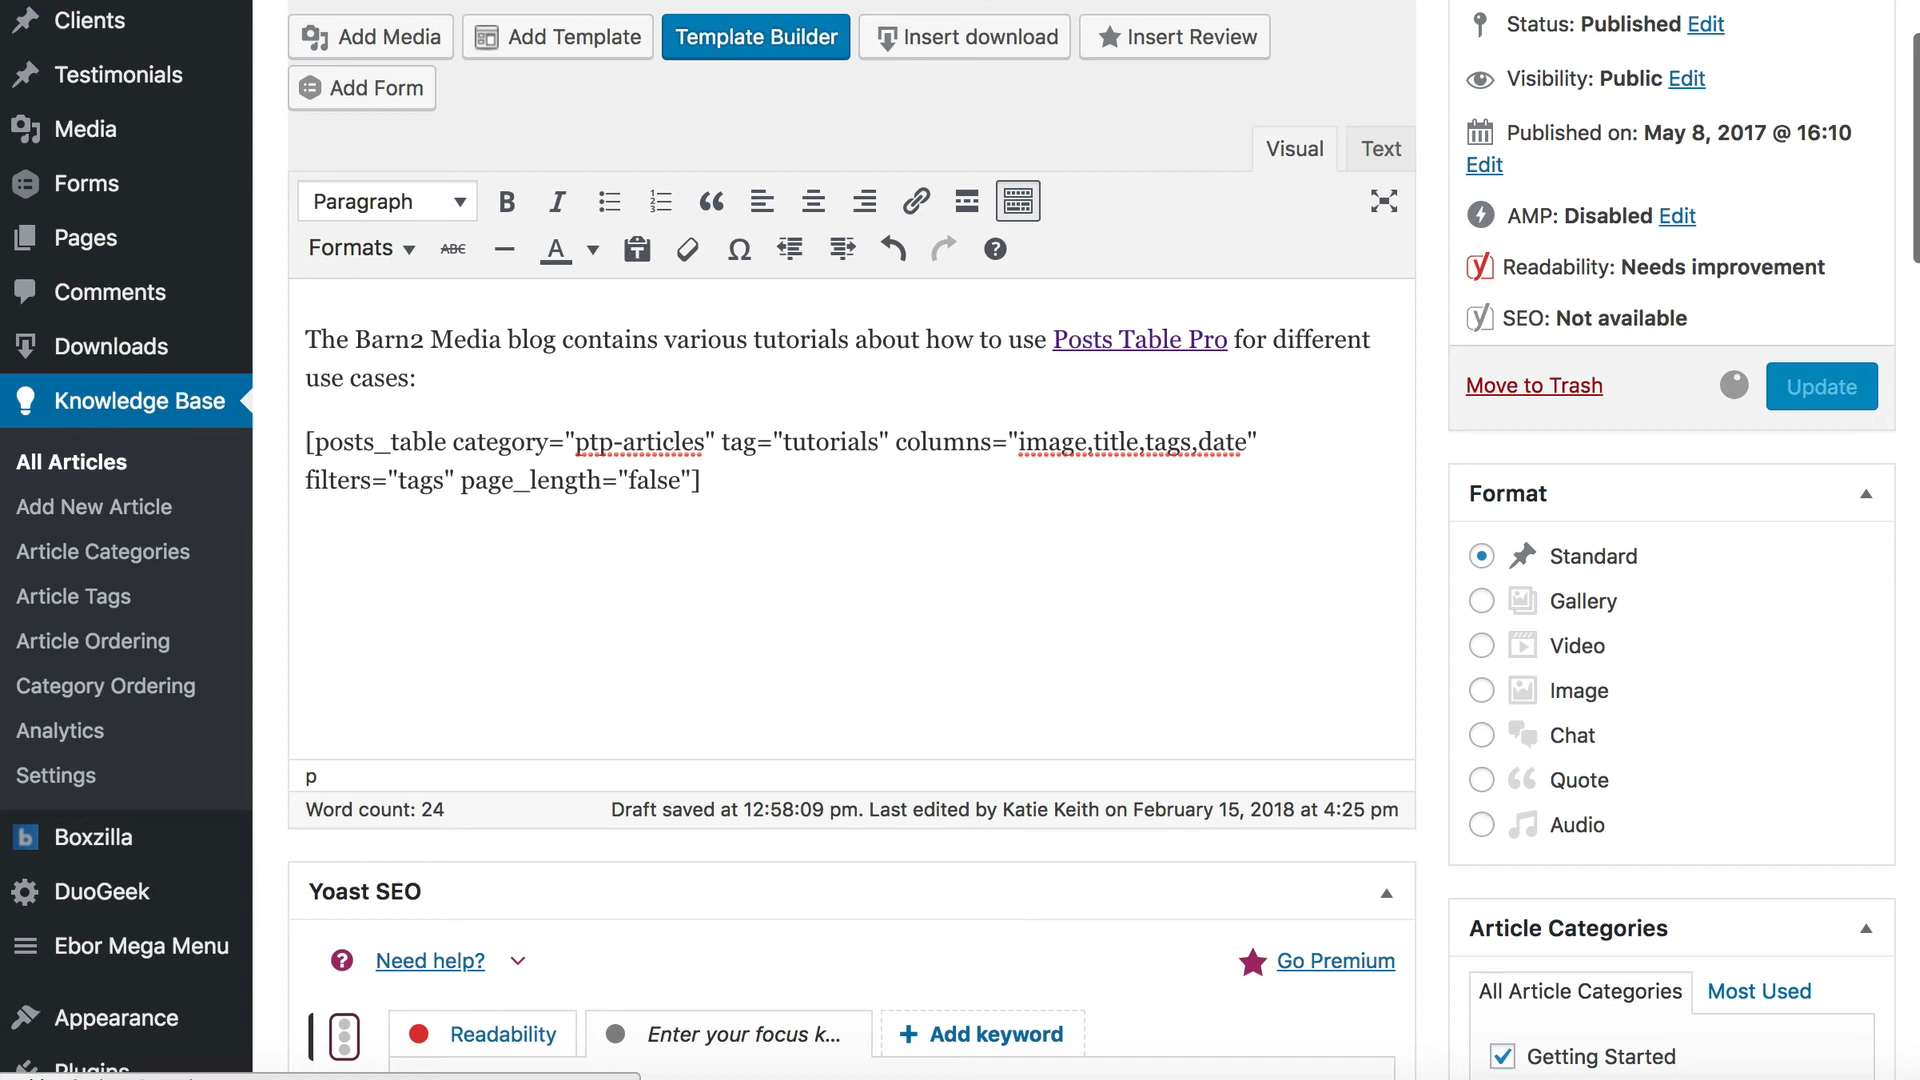 Clients
Testimonials
Media
Forms
Pages
Comments
Downloads
Knowledge Base
All Articles
Add New Article
Article Categories
Article Tags
Article Ordering
Category Ordering
Analytics
Settings
Boxzilla
DuoGeek
Ebor Mega Menu
Appearance
Plugins
Add Media
Add Template
Template Builder
Insert download
Insert Review
Add Form
Visual
Text
Paragraph
B
I
Formats
ABC
A
The Barn2 Media blog contains various tutorials about how to use Posts Table Pro for different
use cases:
[posts_table category="ptp-articles" tag="tutorials" columns="image,title,tags,date"
filters="tags" page_length="false"]
p
Word count: 24
Draft saved at 12:58:09 pm. Last edited by Katie Keith on February 15, 2018 at 4:25 pm
Yoast SEO
Need help?
Go Premium
Readability
Enter your focus k...
+ Add keyword
Status: Published Edit
Visibility: Public Edit
Published on: May 8, 2017 @ 16:10
Edit
AMP: Disabled Edit
Readability: Needs improvement
SEO: Not available
Move to Trash
Update
Format
Standard
Gallery
Video
Image
Chat
Quote
Audio
Article Categories
All Article Categories
Most Used
Getting Started